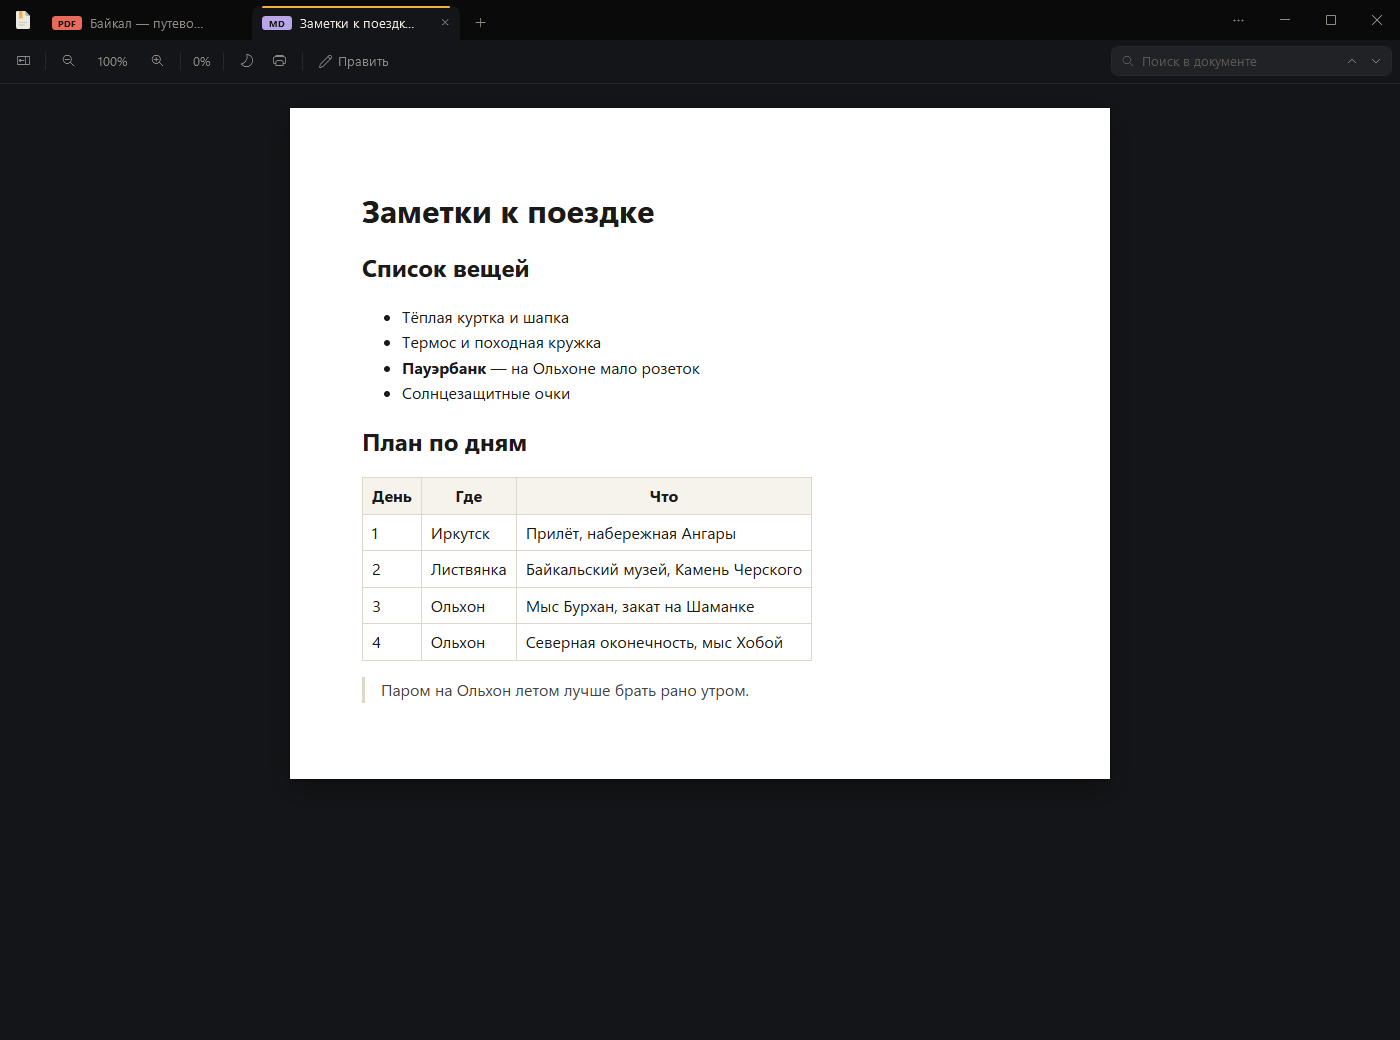 PDF Байкал — путево...
MD Заметки к поездк...
100%
0%
Править
Поиск в документе
Заметки к поездке
Список вещей
• Тёплая куртка и шапка
• Термос и походная кружка
• Пауэрбанк — на Ольхоне мало розеток
• Солнцезащитные очки
План по дням
День Где Что
1 Иркутск Прилёт, набережная Ангары
2 Листвянка Байкальский музей, Камень Черского
3 Ольхон Мыс Бурхан, закат на Шаманке
4 Ольхон Северная оконечность, мыс Хобой
Паром на Ольхон летом лучше брать рано утром.